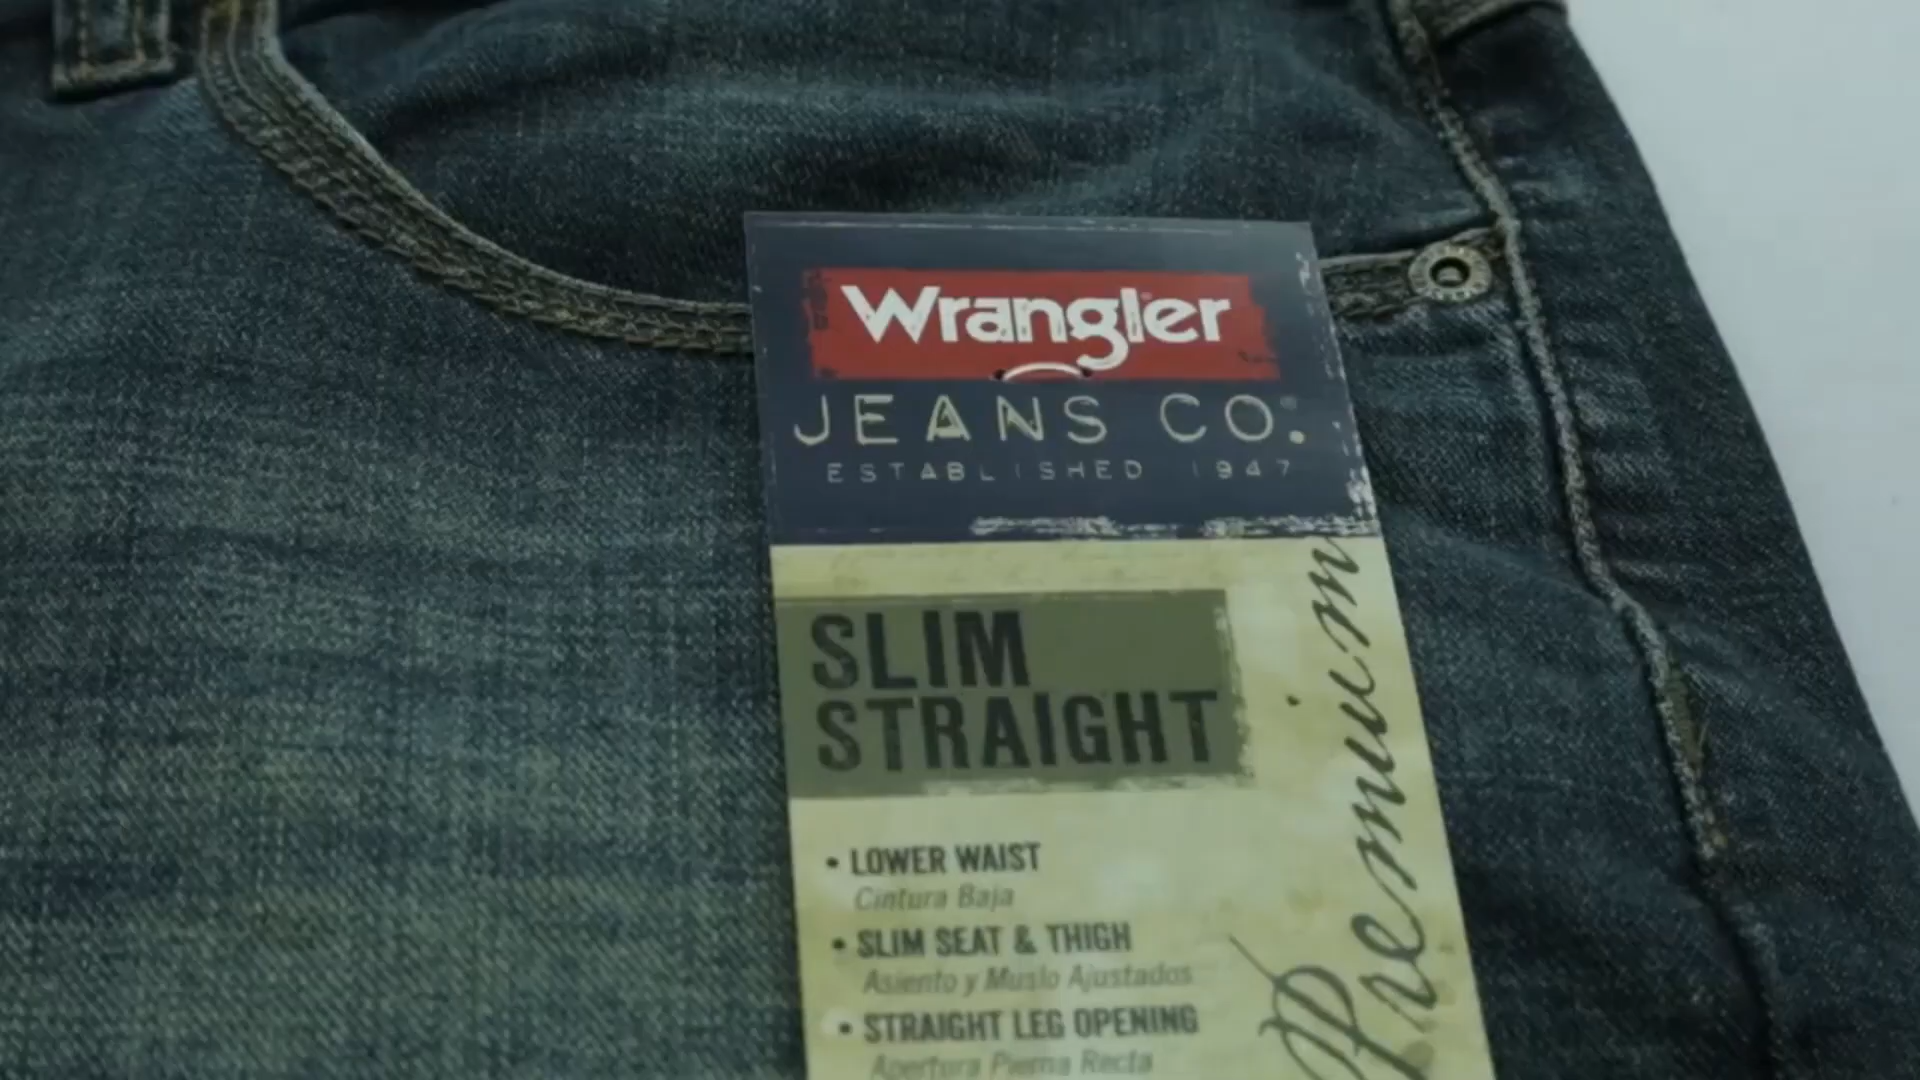 Wrangler
JEANS CO.
ESTABLISHED 1947
SLIM
STRAIGHT
Premium
• LOWER WAIST
Cintura Baja
• SLIM SEAT & THIGH
Asiento y Muslo Ajustados
• STRAIGHT LEG OPENING
Apertura Pierna Recta